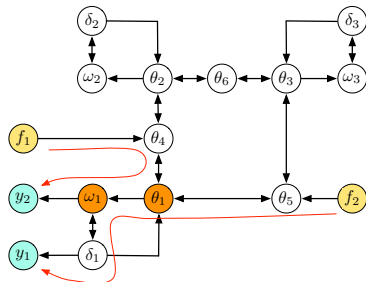 δ₂ δ₃
ω₂ θ₂ θ₆ θ₃ ω₃
f₁ θ₄
y₂ ω₁ θ₁ θ₅ f₂
y₁ δ₁